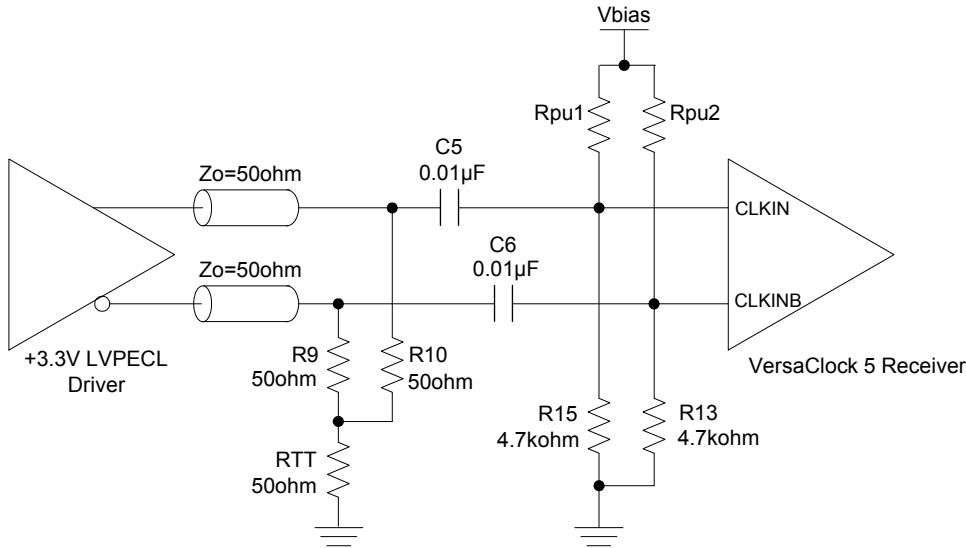 Vbias
Rpu1
Rpu2
C5
0.01µF
Zo=50ohm
CLKIN
C6
0.01µF
Zo=50ohm
CLKINB
+3.3V LVPECL
Driver
R9
50ohm
R10
50ohm
VersaClock 5 Receiver
R15
4.7kohm
R13
4.7kohm
RTT
50ohm